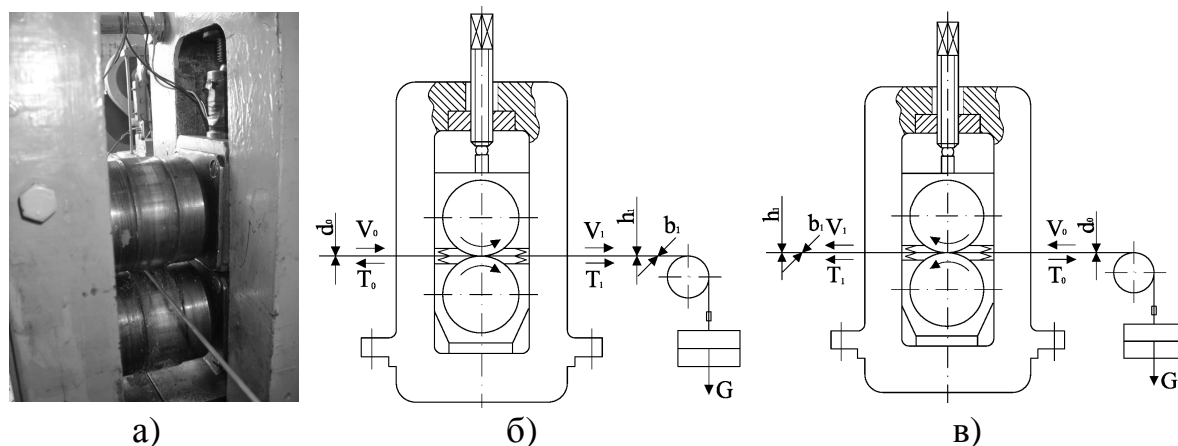 d₀ V₀ T₀ V₁ T₁ h₁ b₁ G
h₁ b₁ V₁ T₁ V₀ T₀ d₀ G
а) б) в)